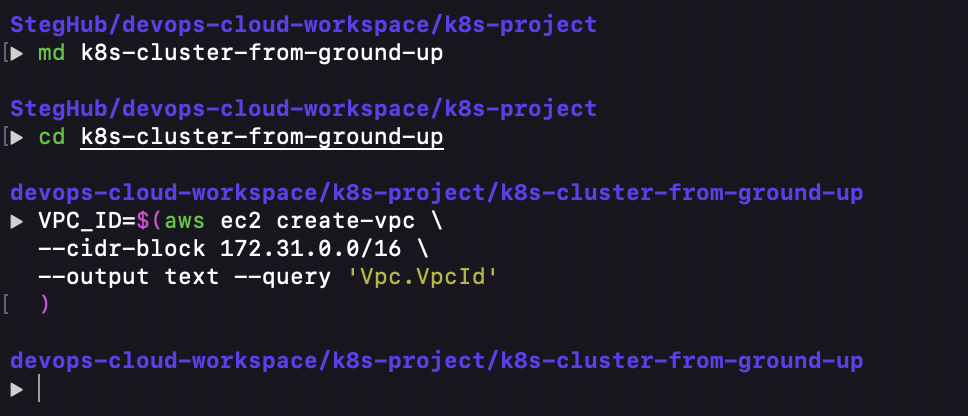 StegHub/devops-cloud-workspace/k8s-project
[▶ md k8s-cluster-from-ground-up
StegHub/devops-cloud-workspace/k8s-project
[▶ cd k8s-cluster-from-ground-up
devops-cloud-workspace/k8s-project/k8s-cluster-from-ground-up
▶ VPC_ID=$(aws ec2 create-vpc \
--cidr-block 172.31.0.0/16 \
--output text --query 'Vpc.VpcId'
[ )
devops-cloud-workspace/k8s-project/k8s-cluster-from-ground-up
▶